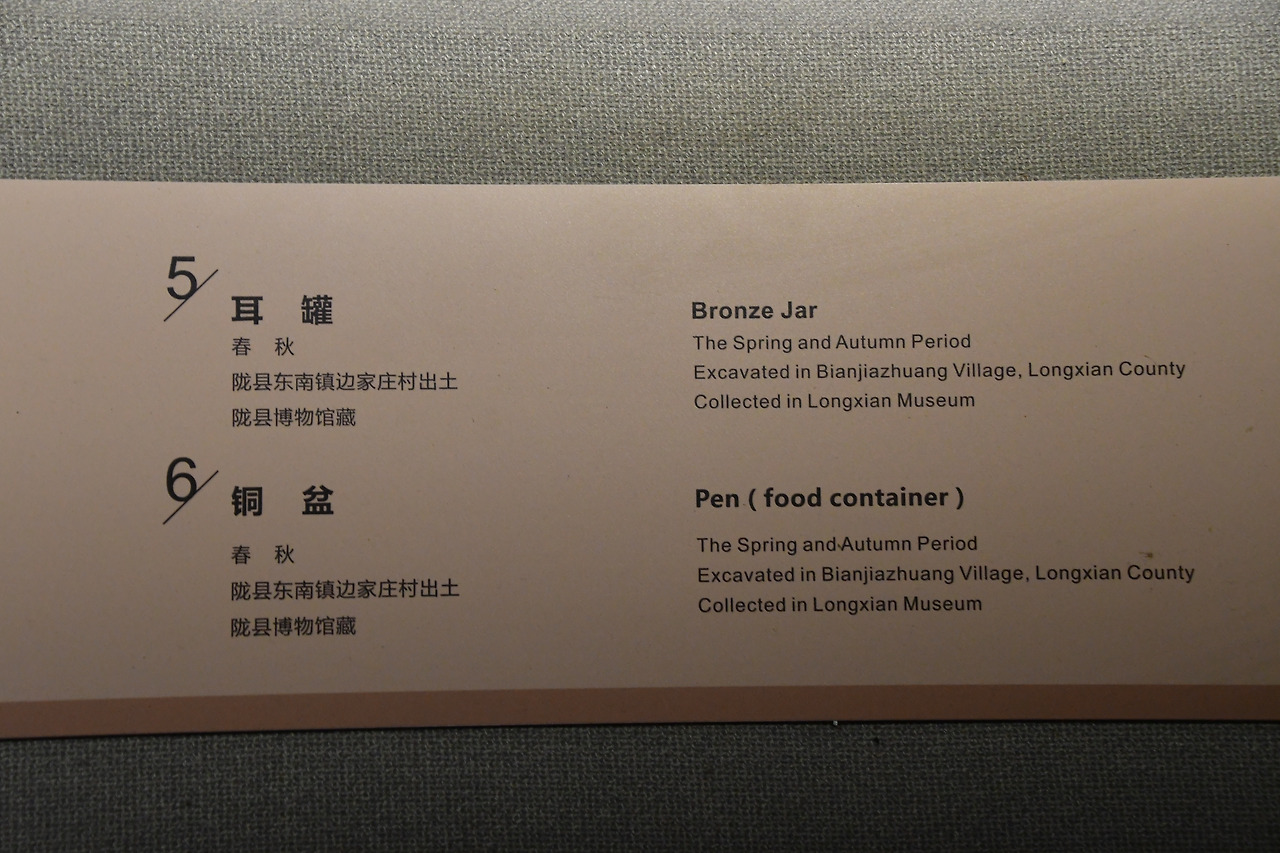 5
耳 罐
春 秋
陇县东南镇边家庄村出土
陇县博物馆藏
Bronze Jar
The Spring and Autumn Period
Excavated in Bianjiazhuang Village, Longxian County
Collected in Longxian Museum
6
铜 盆
春 秋
陇县东南镇边家庄村出土
陇县博物馆藏
Pen ( food container )
The Spring and Autumn Period
Excavated in Bianjiazhuang Village, Longxian County
Collected in Longxian Museum